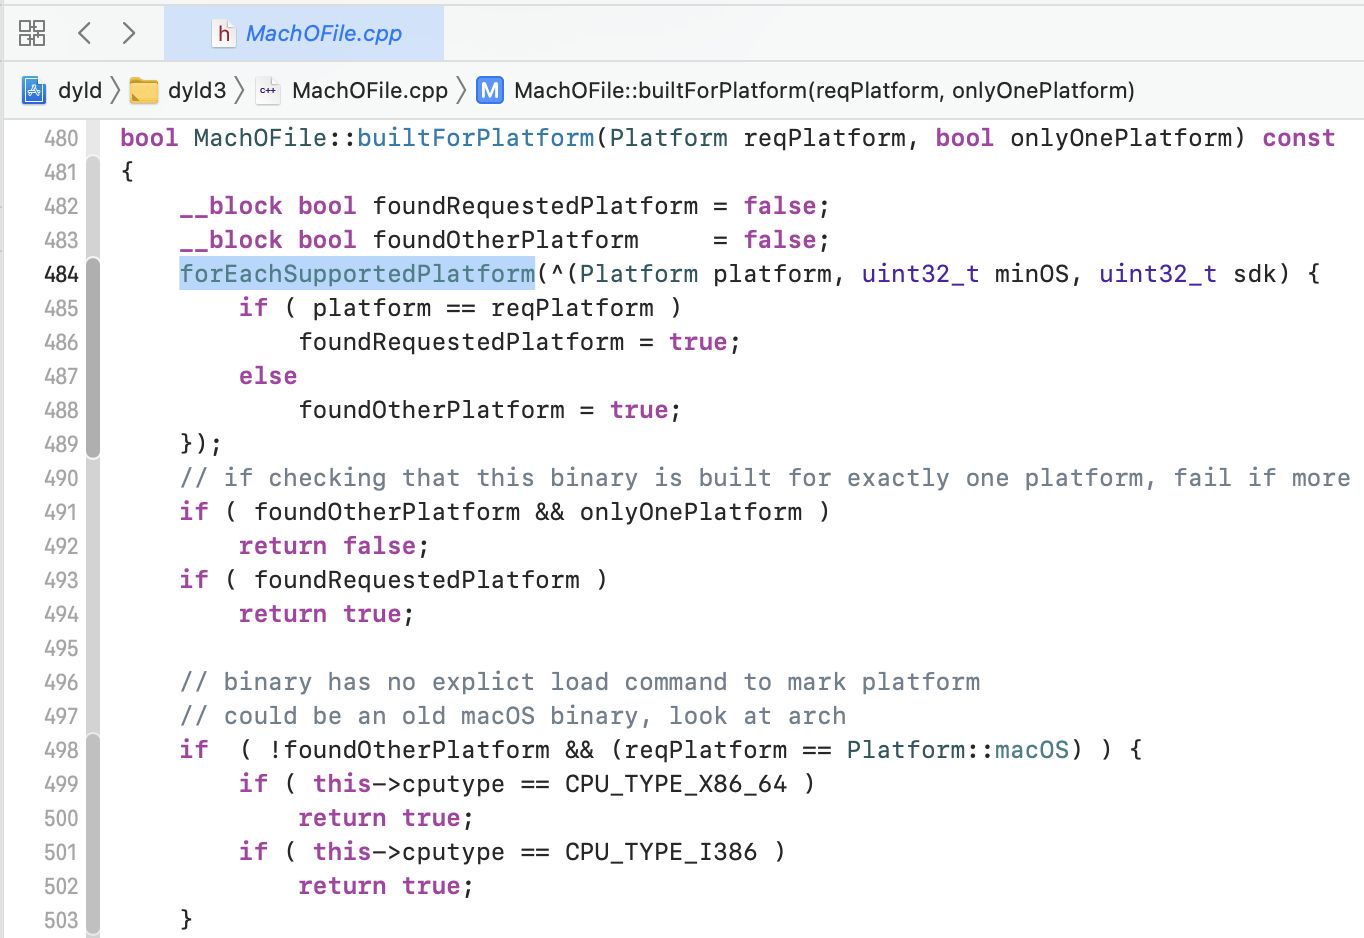 h MachOFile.cpp
dyld dyld3 c++ MachOFile.cpp M MachOFile::builtForPlatform(reqPlatform, onlyOnePlatform)
480 bool MachOFile::builtForPlatform(Platform reqPlatform, bool onlyOnePlatform) const
481 {
482     __block bool foundRequestedPlatform = false;
483     __block bool foundOtherPlatform     = false;
484     forEachSupportedPlatform(^(Platform platform, uint32_t minOS, uint32_t sdk) {
485         if ( platform == reqPlatform )
486             foundRequestedPlatform = true;
487         else
488             foundOtherPlatform = true;
489     });
490     // if checking that this binary is built for exactly one platform, fail if more
491     if ( foundOtherPlatform && onlyOnePlatform )
492         return false;
493     if ( foundRequestedPlatform )
494         return true;
495
496     // binary has no explict load command to mark platform
497     // could be an old macOS binary, look at arch
498     if  ( !foundOtherPlatform && (reqPlatform == Platform::macOS) ) {
499         if ( this->cputype == CPU_TYPE_X86_64 )
500             return true;
501         if ( this->cputype == CPU_TYPE_I386 )
502             return true;
503     }